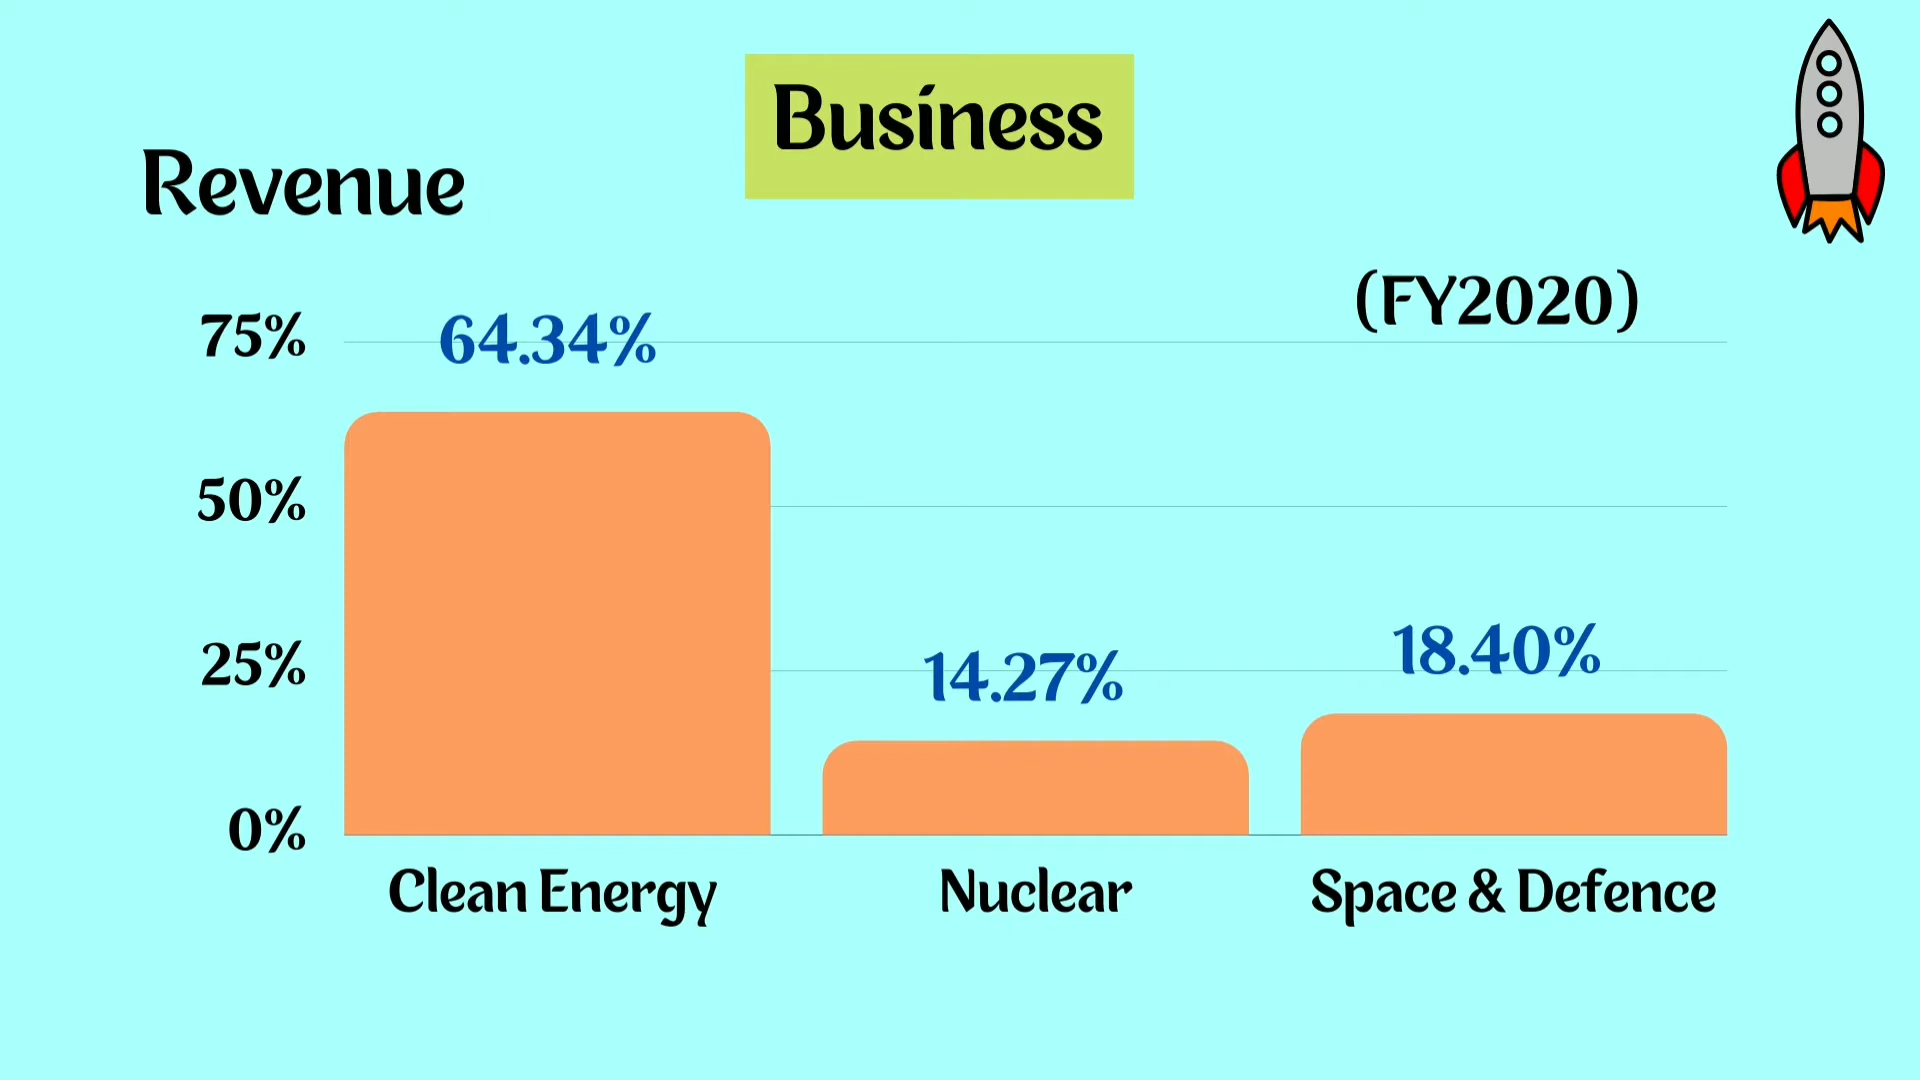 Business
Revenue
(FY2020)
75%
64.34%
50%
25%
14.27%
18.40%
0%
Clean Energy
Nuclear
Space & Defence